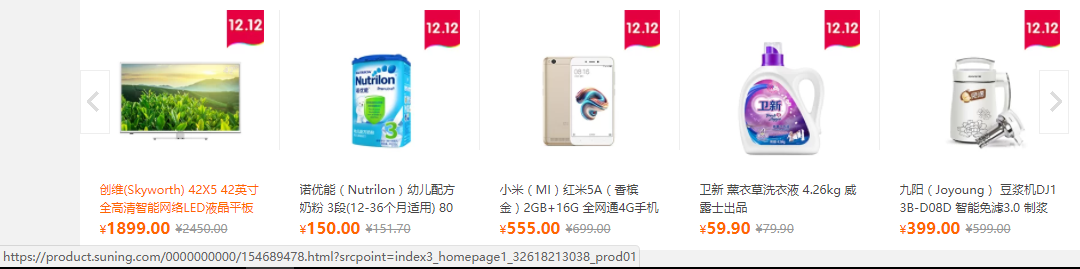 12.12
12.12
12.12
12.12
12.12
Nutrilon
诺优能
3
卫新
创维(Skyworth) 42X5 42英寸
全高清智能网络LED液晶平板
¥1899.00 ¥2450.00
诺优能（Nutrilon）幼儿配方
奶粉 3段(12-36个月适用) 80
¥150.00 ¥151.70
小米（MI）红米5A（香槟
金）2GB+16G 全网通4G手机
¥555.00 ¥699.00
卫新 薰衣草洗衣液 4.26kg 威
露士出品
¥59.90 ¥79.90
九阳（Joyoung） 豆浆机DJ1
3B-D08D 智能免滤3.0 制浆
¥399.00 ¥599.00
https://product.suning.com/0000000000/154689478.html?srcpoint=index3_homepage1_32618213038_prod01